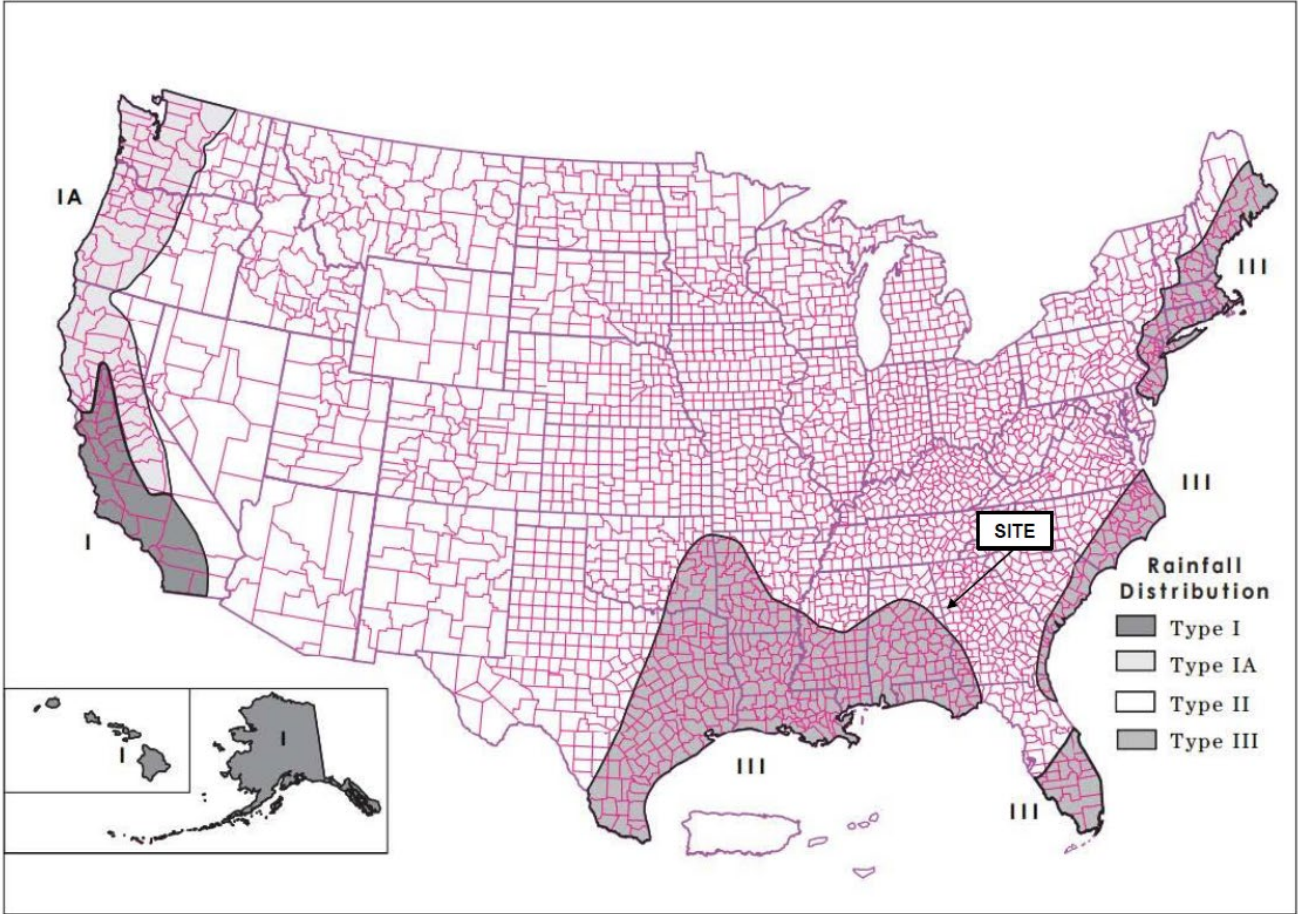 IA
III
III
SITE
I
Rainfall
Distribution
Type I
Type IA
Type II
Type III
I
I
III
III